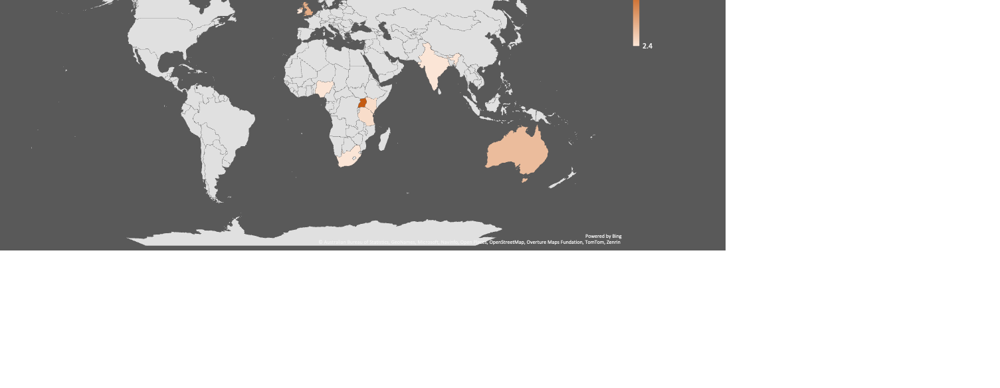 2.4
Powered by Bing
© Australian Bureau of Statistics, GeoNames, Microsoft, Navinfo, Open Places, OpenStreetMap, Overture Maps Fundation, TomTom, Zenrin